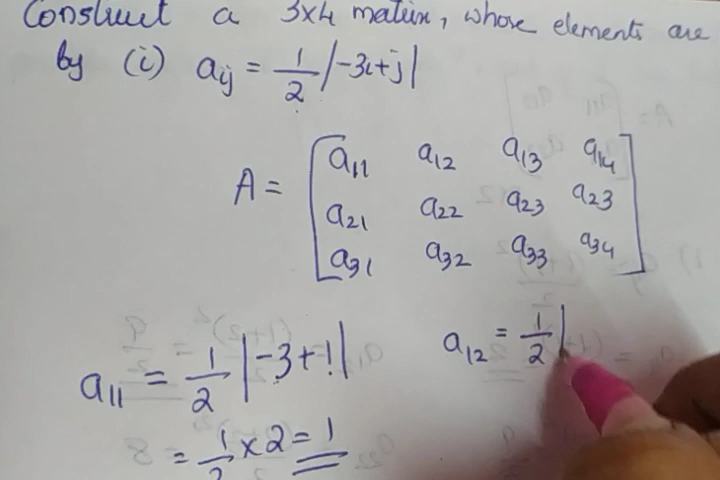 Construct a 3x4 matrix, whose elements are
by (i) aij = 1/2 |-3i+j|
A = [a11 a12 a13 a14
a21 a22 a23 a23
a31 a32 a33 a34]
a11 = 1/2 |-3+1| a12 = 1/2 |
= 1/2 x 2 = 1